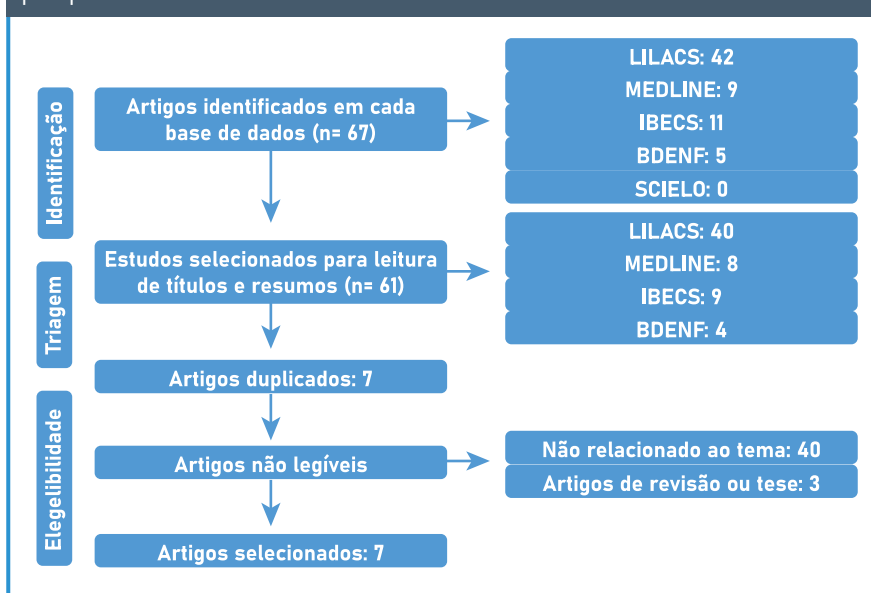 Identificação
Artigos identificados em cada
base de dados (n= 67)
LILACS: 42
MEDLINE: 9
IBECS: 11
BDENF: 5
SCIELO: 0
Triagem
Estudos selecionados para leitura
de títulos e resumos (n= 61)
LILACS: 40
MEDLINE: 8
IBECS: 9
BDENF: 4
Artigos duplicados: 7
Elegelibilidade
Artigos não legíveis
Não relacionado ao tema: 40
Artigos de revisão ou tese: 3
Artigos selecionados: 7